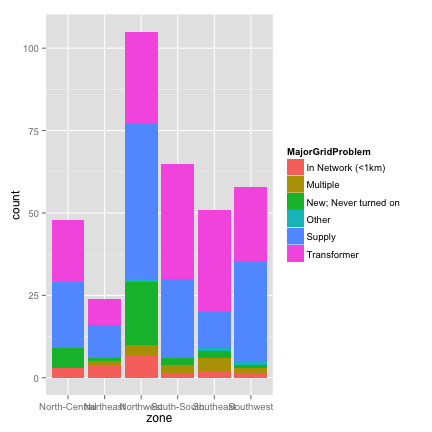 100
75
50
25
0
count
North-Central Northeast Northwest South-South Southeast Southwest
zone
MajorGridProblem
In Network (<1km)
Multiple
New; Never turned on
Other
Supply
Transformer